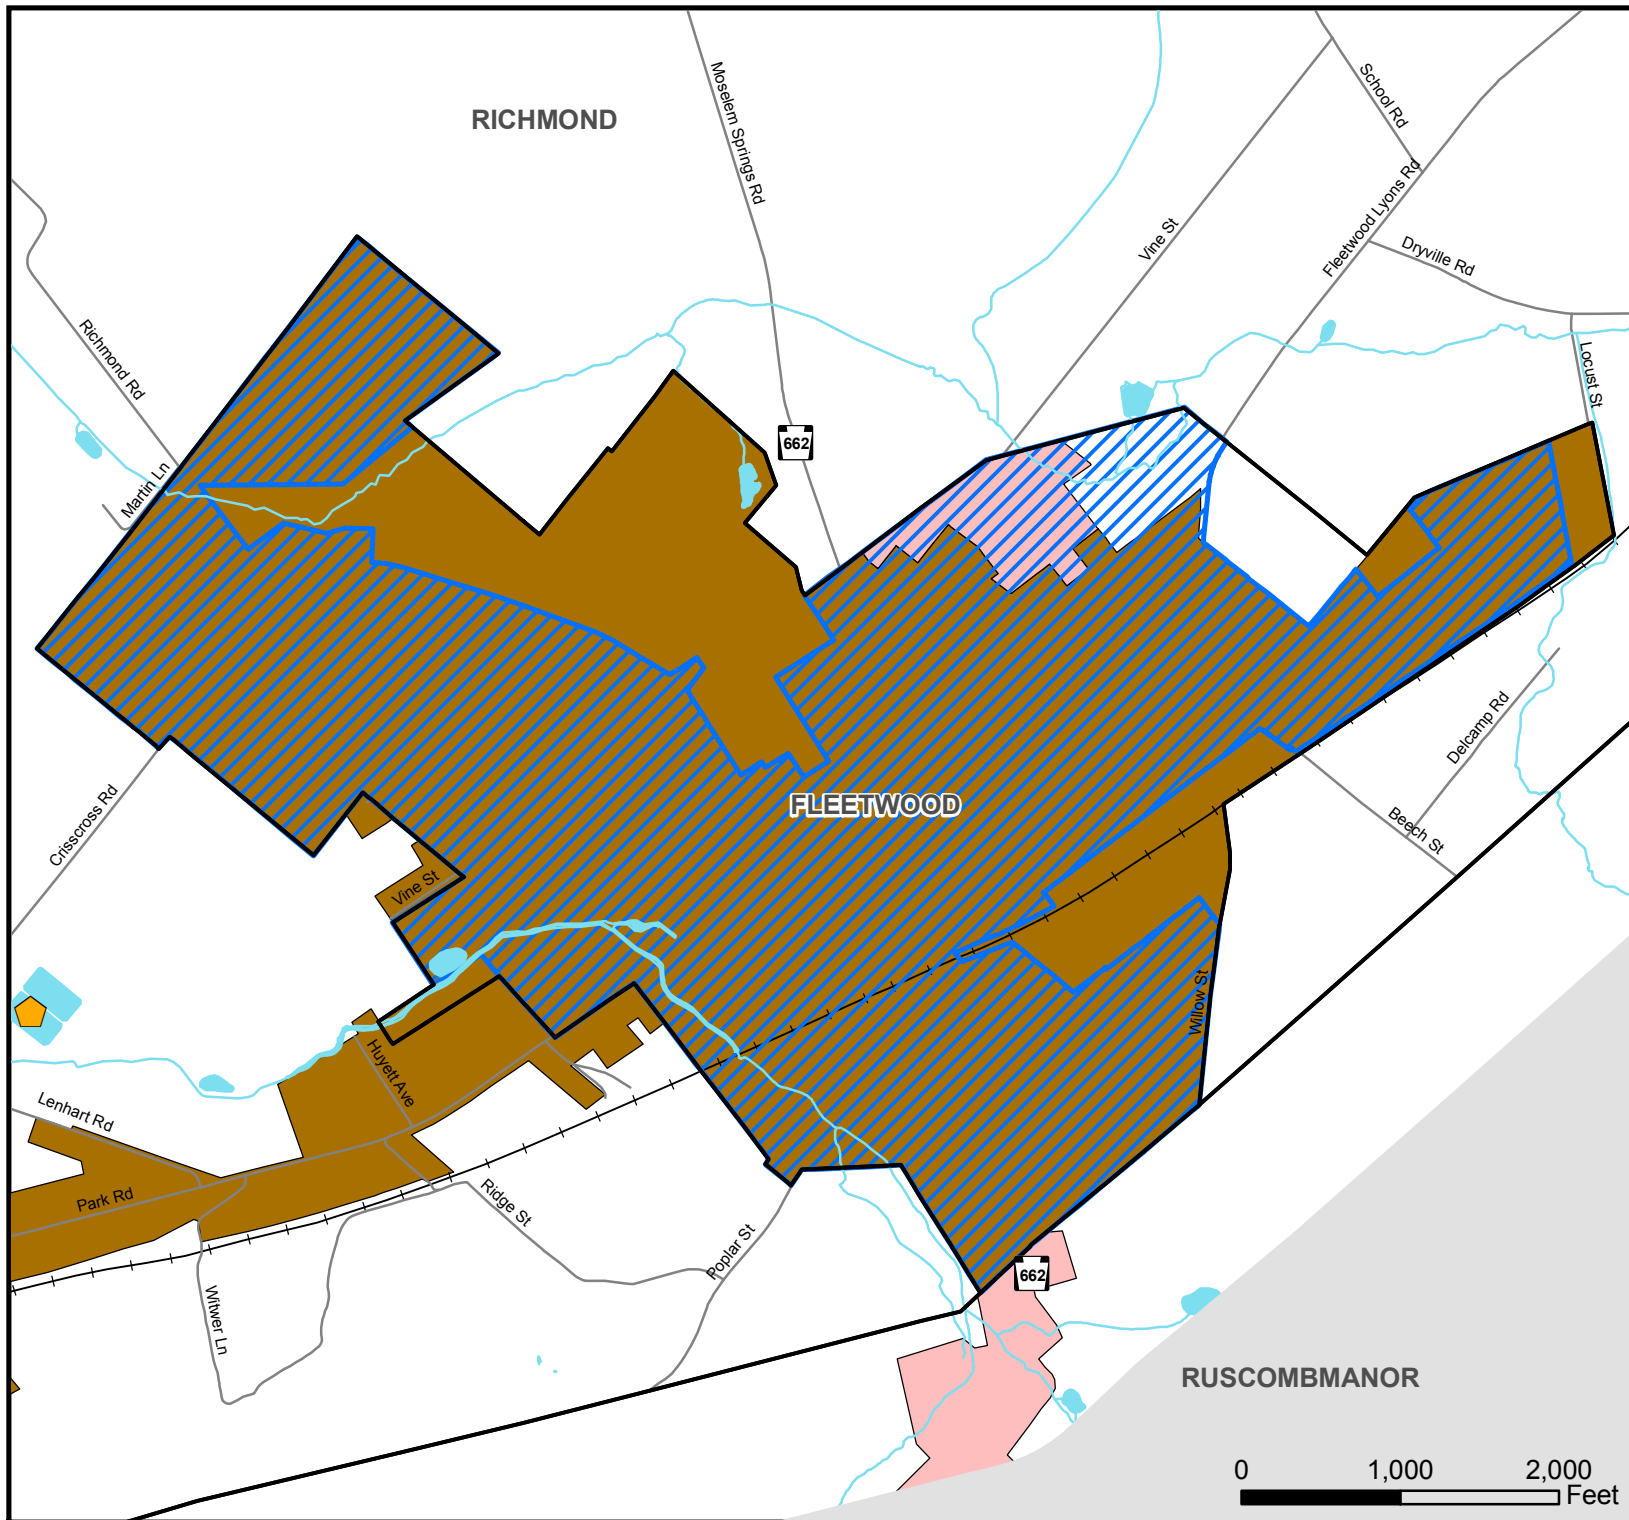 RICHMOND
Moselem Springs Rd
School Rd
Vine St
Fleetwood Lyons Rd
Dryville Rd
Locust St
Richmond Rd
Martin Ln
662
Crisscross Rd
FLEETWOOD
Vine St
Delcamp Rd
Beech St
Willow St
Huyett Ave
Lenhart Rd
Park Rd
Ridge St
Poplar St
Witwer Ln
662
RUSCOMBMANOR
0 1,000 2,000
Feet